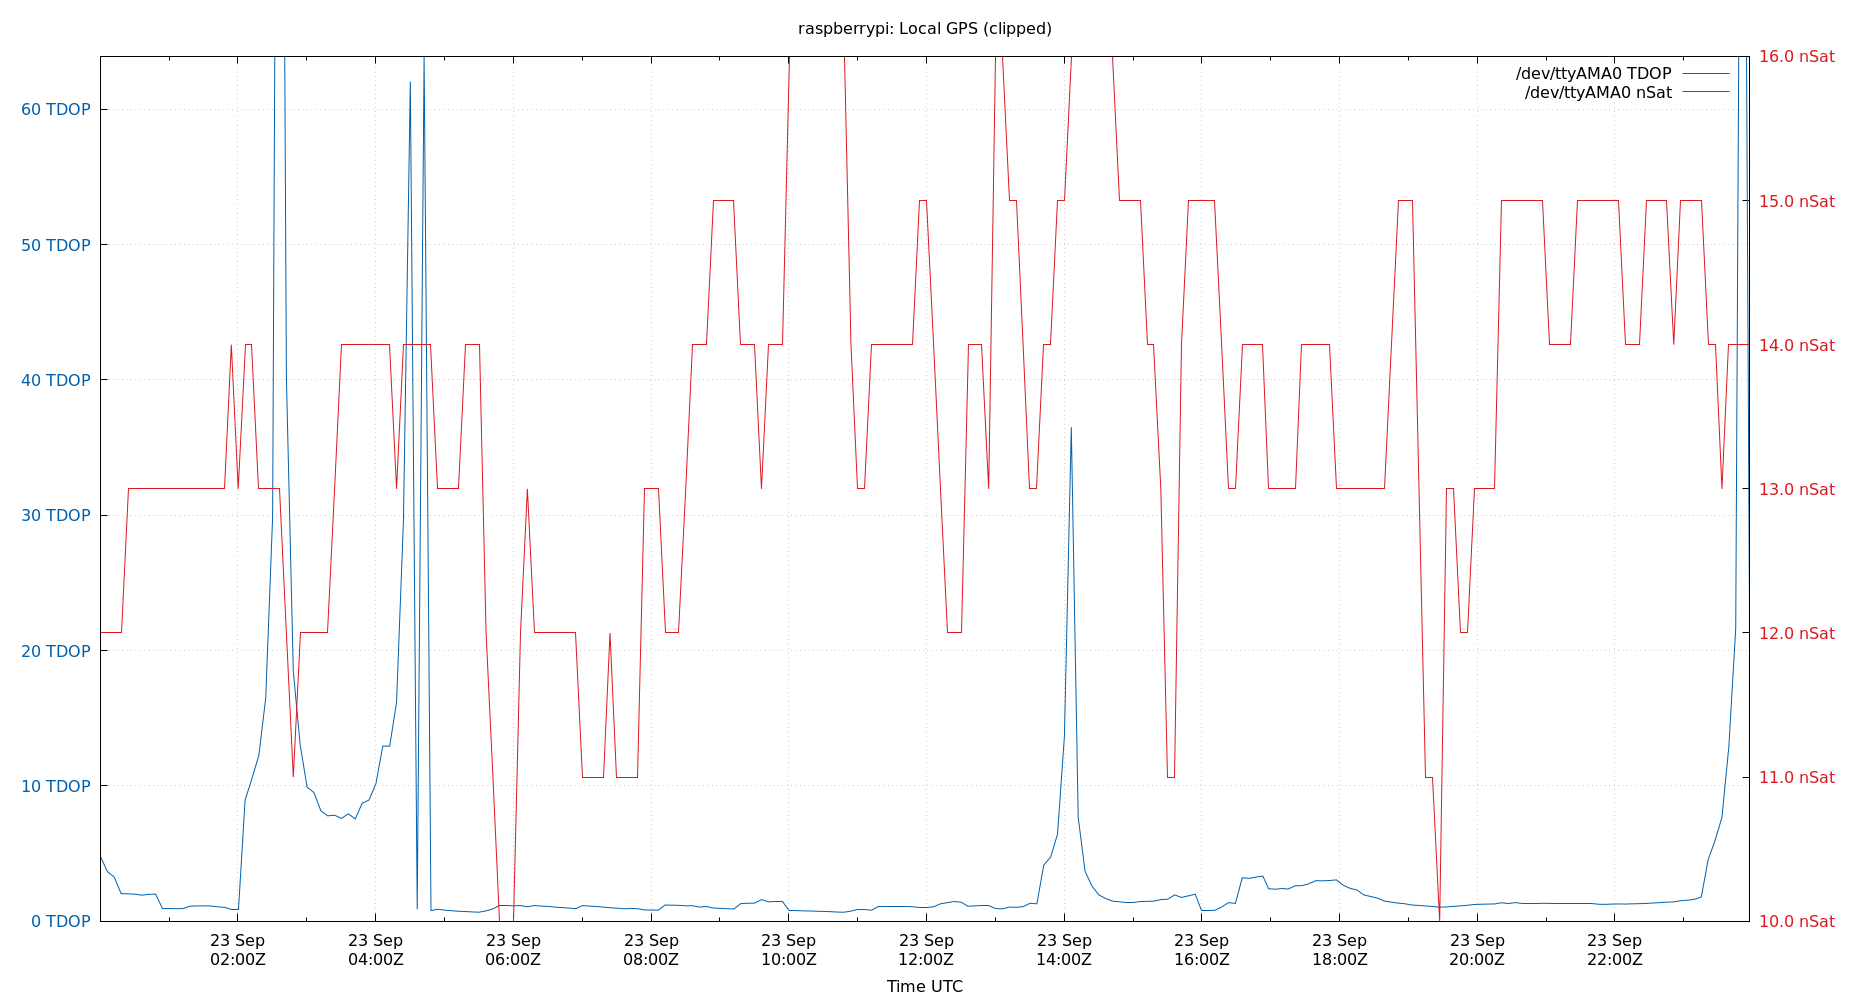 raspberrypi: Local GPS (clipped)
/dev/ttyAMA0 TDOP
/dev/ttyAMA0 nSat
60 TDOP
50 TDOP
40 TDOP
30 TDOP
20 TDOP
10 TDOP
0 TDOP
16.0 nSat
15.0 nSat
14.0 nSat
13.0 nSat
12.0 nSat
11.0 nSat
10.0 nSat
23 Sep
02:00Z
23 Sep
04:00Z
23 Sep
06:00Z
23 Sep
08:00Z
23 Sep
10:00Z
23 Sep
12:00Z
23 Sep
14:00Z
23 Sep
16:00Z
23 Sep
18:00Z
23 Sep
20:00Z
23 Sep
22:00Z
Time UTC